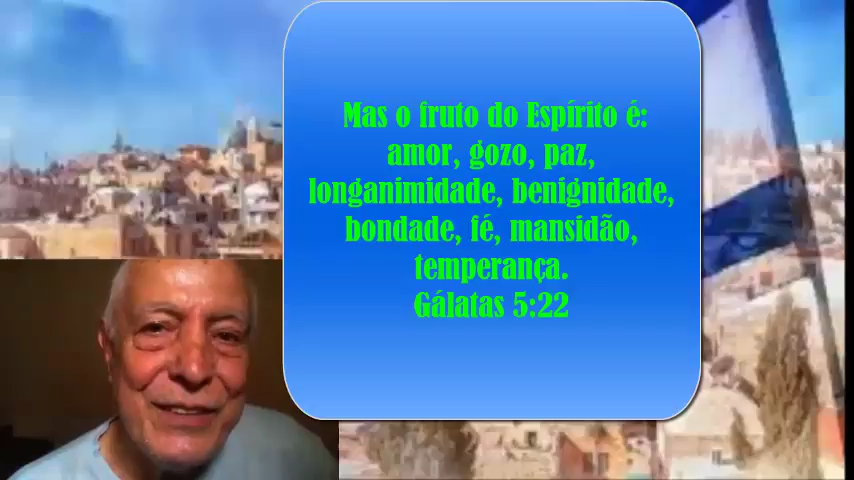 Mas o fruto do Espírito é:
amor, gozo, paz,
longanimidade, benignidade,
bondade, fé, mansidão,
temperança.
Gálatas 5:22